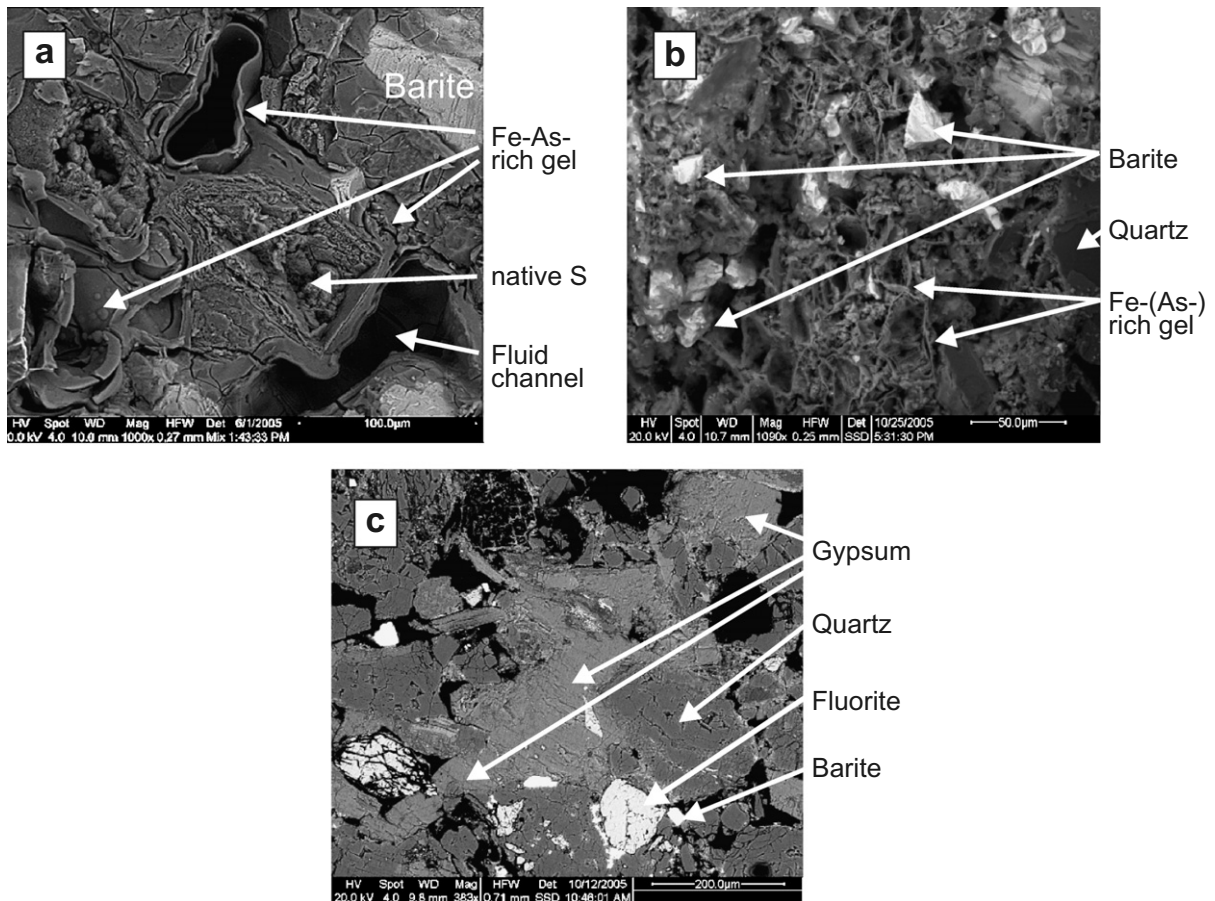 a
Barite
Fe-As-
rich gel
native S
Fluid
channel
HV Spot WD Mag HFW Det 6/1/2005
0.0 kV 4.0 10.0 mm 1000x 0.27 mm Mix 1:43:33 PM
100.0µm
b
Barite
Quartz
Fe-(As-)
rich gel
HV Spot WD Mag HFW Det 10/25/2005
20.0 kV 4.0 10.7 mm 1090x 0.25 mm SSD 5:31:30 PM
50.0µm
c
Gypsum
Quartz
Fluorite
Barite
HV Spot WD Mag HFW Det 10/12/2005
20.0 kV 4.0 9.8 mm 383x 0.71 mm SSD 10:46:01 AM
200.0µm